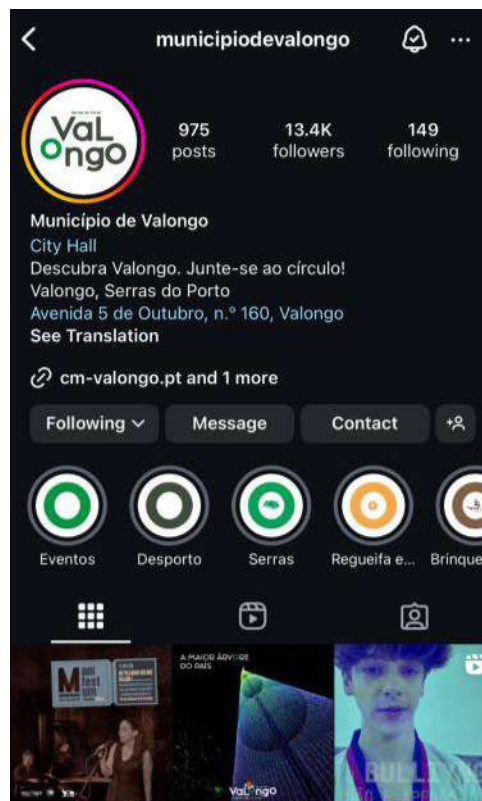 municipiodevalongo
VaL
ongo
975
posts
13.4K
followers
149
following
Município de Valongo
City Hall
Descubra Valongo. Junte-se ao círculo!
Valongo, Serras do Porto
Avenida 5 de Outubro, n.º 160, Valongo
See Translation
cm-valongo.pt and 1 more
Following
Message
Contact
Eventos
Desporto
Serras
Regueifa e...
Brinque
A MAIOR ÁRVORE
DO PAÍS
VaLongo
BULLYING